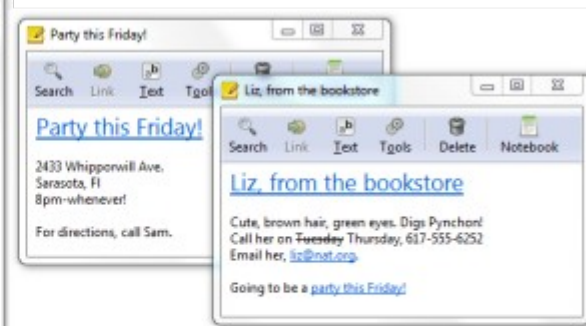 Party this Friday!
Search Link Text
Party this Friday!
2433 Whipporwill Ave.
Sarasota, Fl
8pm-whenever!
For directions, call Sam.
Liz, from the bookstore
Search Link Text Tools Delete Notebook
Liz, from the bookstore
Cute, brown hair, green eyes. Digs Pynchon!
Call her on Tuesday Thursday, 617-555-6252
Email her, liz@nat.org.
Going to be a party this Friday!